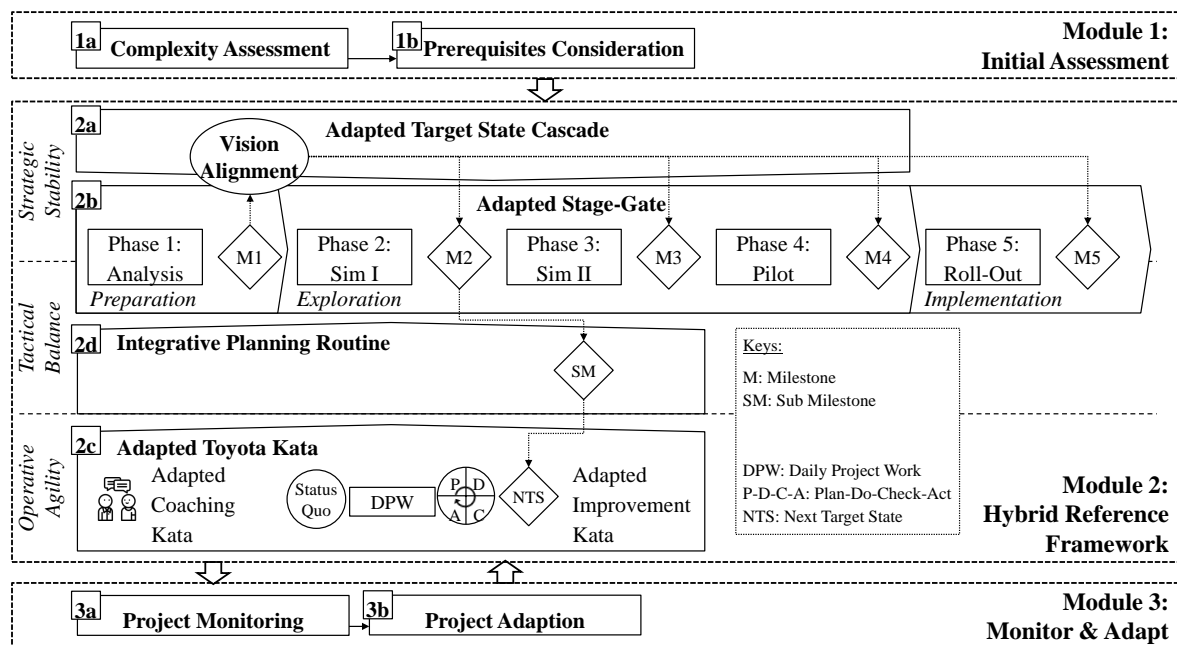 1a
Complexity Assessment
1b
Prerequisites Consideration
Module 1:
Initial Assessment
Strategic
Stability
2a
Adapted Target State Cascade
Vision
Alignment
2b
Adapted Stage-Gate
Phase 1:
Analysis
M1
Phase 2:
Sim I
M2
Phase 3:
Sim II
M3
Phase 4:
Pilot
M4
Phase 5:
Roll-Out
M5
Preparation
Exploration
Implementation
Tactical
Balance
2d
Integrative Planning Routine
SM
Keys:
M: Milestone
SM: Sub Milestone
DPW: Daily Project Work
P-D-C-A: Plan-Do-Check-Act
NTS: Next Target State
Operative
Agility
2c
Adapted Toyota Kata
Adapted
Coaching
Kata
Status
Quo
DPW
P D
A C
NTS
Adapted
Improvement
Kata
Module 2:
Hybrid Reference
Framework
3a
Project Monitoring
3b
Project Adaption
Module 3:
Monitor & Adapt